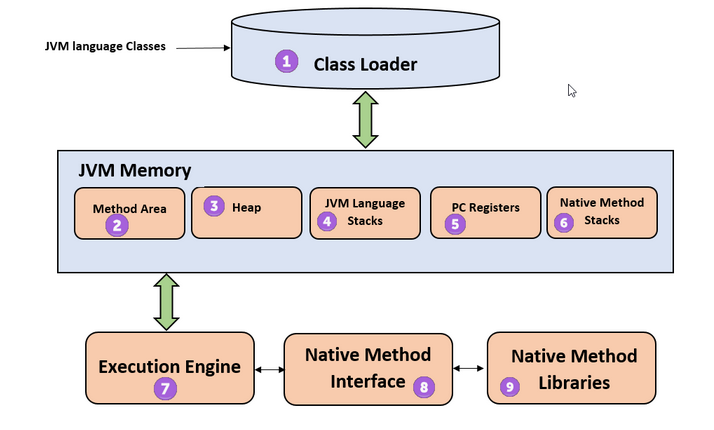 JVM language Classes
1 Class Loader
JVM Memory
Method Area
2
3 Heap
JVM Language
4 Stacks
PC Registers
5
Native Method
6 Stacks
Execution Engine
7
Native Method
Interface 8
Native Method
9 Libraries